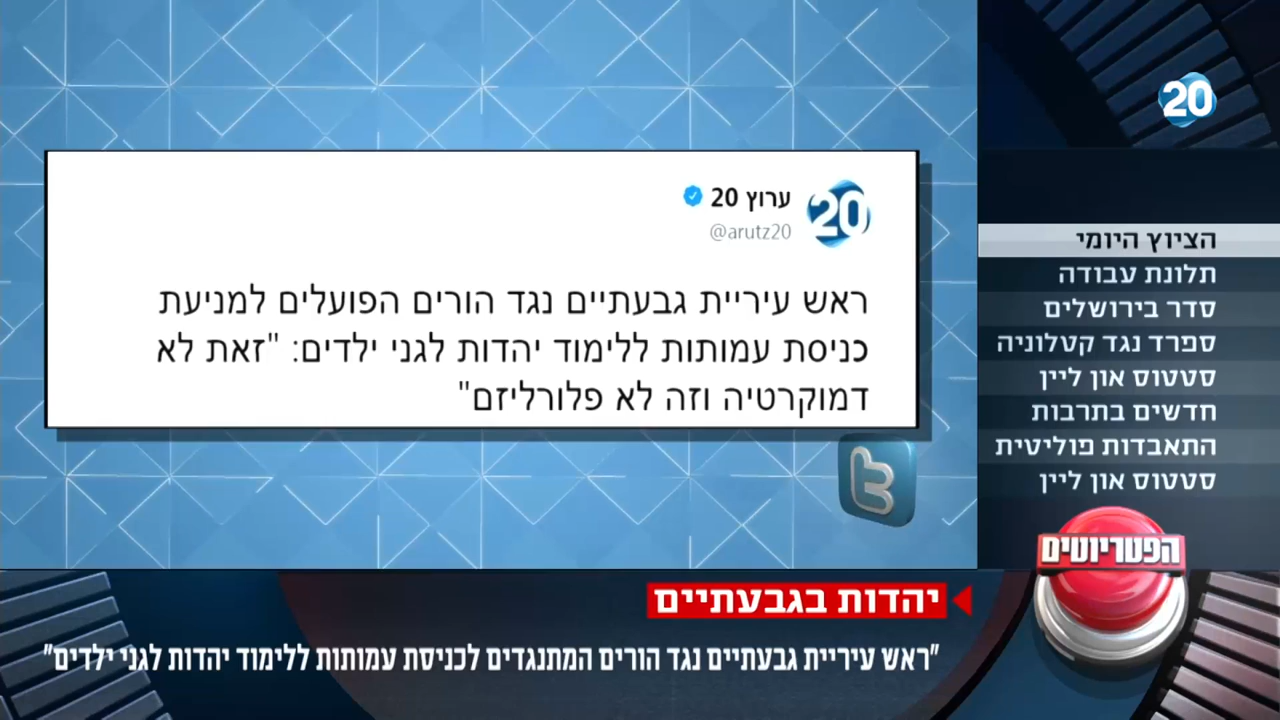 20
ערוץ 20
@arutz20
20
ראש עיריית גבעתיים נגד הורים הפועלים למניעת
כניסת עמותות ללימוד יהדות לגני ילדים: "זאת לא
דמוקרטיה וזה לא פלורליזם"
הציוץ היומי
תלונת עבודה
סדר בירושלים
ספרד נגד קטלוניה
סטטוס און ליין
חדשים בתרבות
התאבדות פוליטית
סטטוס און ליין
הפטריוטים
יהדות בגבעתיים
"ראש עיריית גבעתיים נגד הורים המתנגדים לכניסת עמותות ללימוד יהדות לגני ילדים"